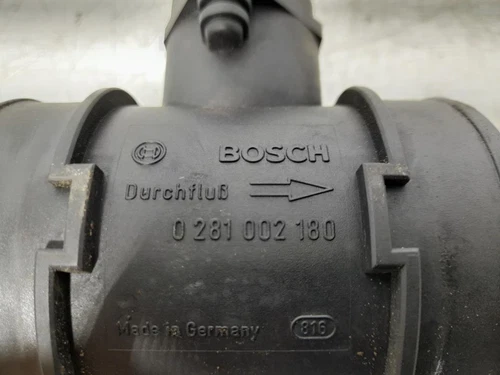 BOSCH
Durchfluß
0 281 002 180
Made in Germany 816